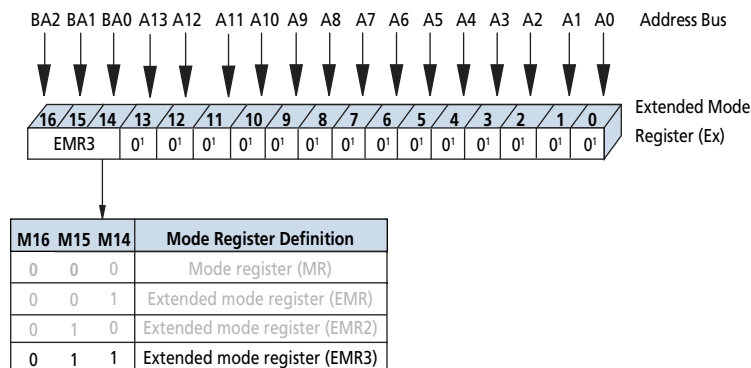 BA2 BA1 BA0 A13 A12 A11 A10 A9 A8 A7 A6 A5 A4 A3 A2 A1 A0 Address Bus
16 15 14 13 12 11 10 9 8 7 6 5 4 3 2 1 0 Extended Mode
EMR3 0¹ 0¹ 0¹ 0¹ 0¹ 0¹ 0¹ 0¹ 0¹ 0¹ 0¹ 0¹ 0¹ 0¹ Register (Ex)
M16 M15 M14 Mode Register Definition
0 0 0 Mode register (MR)
0 0 1 Extended mode register (EMR)
0 1 0 Extended mode register (EMR2)
0 1 1 Extended mode register (EMR3)